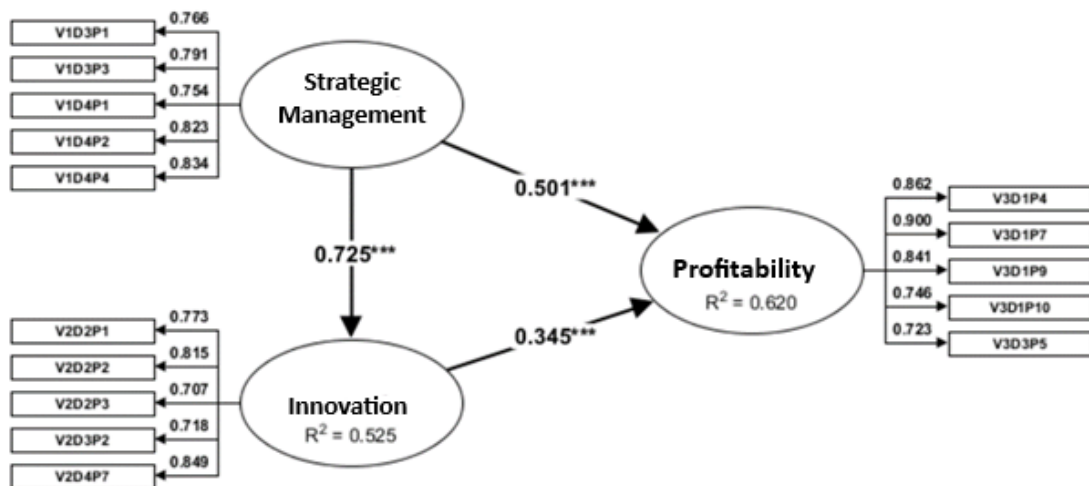 V1D3P1
0.766
V1D3P3
0.791
V1D4P1
0.754
V1D4P2
0.823
V1D4P4
0.834
Strategic
Management
0.501***
0.725***
0.345***
V2D2P1
0.773
V2D2P2
0.815
V2D2P3
0.707
V2D3P2
0.718
V2D4P7
0.849
Innovation
R² = 0.525
Profitability
R² = 0.620
0.862
V3D1P4
0.900
V3D1P7
0.841
V3D1P9
0.746
V3D1P10
0.723
V3D3P5